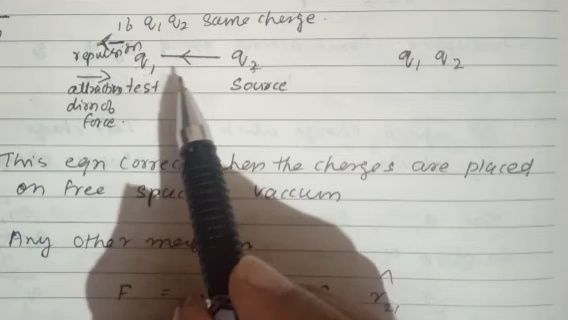 if q1 q2 same charge.
repulsion q1 q2 q1 q2
attraction test Source
dirn of
force.
This eqn correc hen the charges are placed
on free spac vaccum
Any other me
F = r21